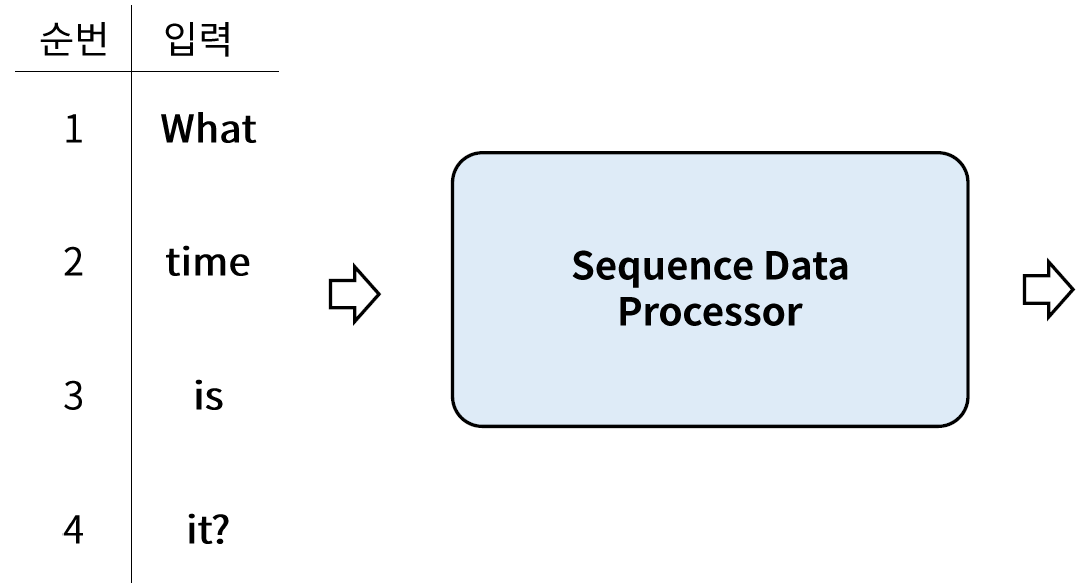 순번 입력
1 What
2 time
3 is
4 it?
Sequence Data
Processor